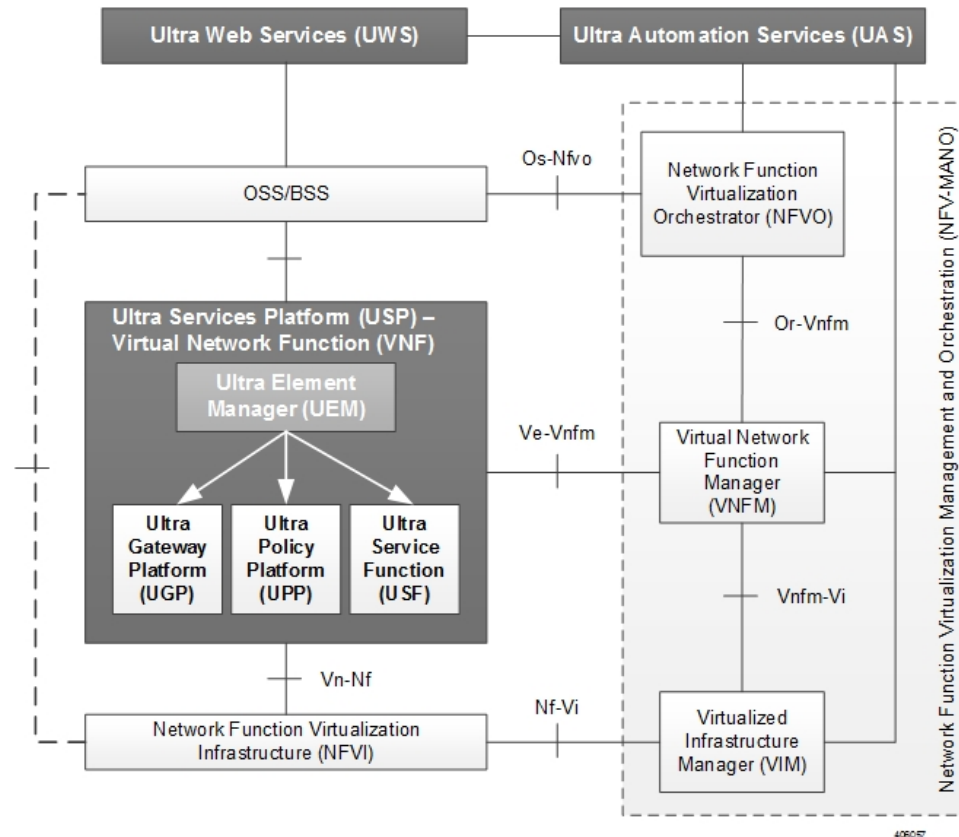 Ultra Web Services (UWS)
Ultra Automation Services (UAS)
OSS/BSS
Os-Nfvo
Network Function
Virtualization
Orchestrator (NFVO)
Network Function Virtualization Management and Orchestration (NFV-MANO)
Ultra Services Platform (USP) –
Virtual Network Function (VNF)
Ultra Element
Manager (UEM)
Or-Vnfm
Ve-Vnfm
Virtual Network
Function
Manager
(VNFM)
Ultra
Gateway
Platform
(UGP)
Ultra
Policy
Platform
(UPP)
Ultra
Service
Function
(USF)
Vnfm-Vi
Vn-Nf
Nf-Vi
Network Function Virtualization
Infrastructure (NFVI)
Virtualized
Infrastructure
Manager (VIM)